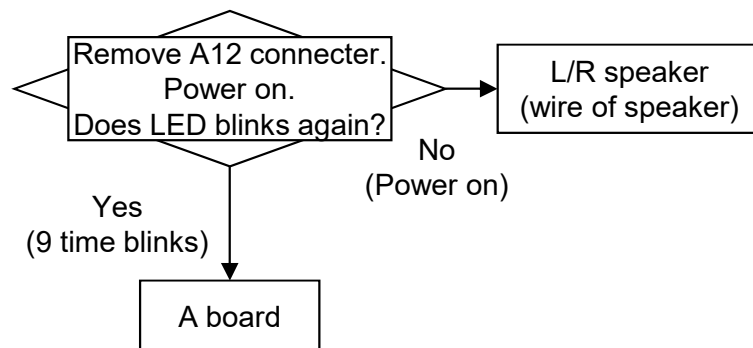 Remove A12 connecter.
Power on.
Does LED blinks again?
L/R speaker
(wire of speaker)
No
(Power on)
Yes
(9 time blinks)
A board